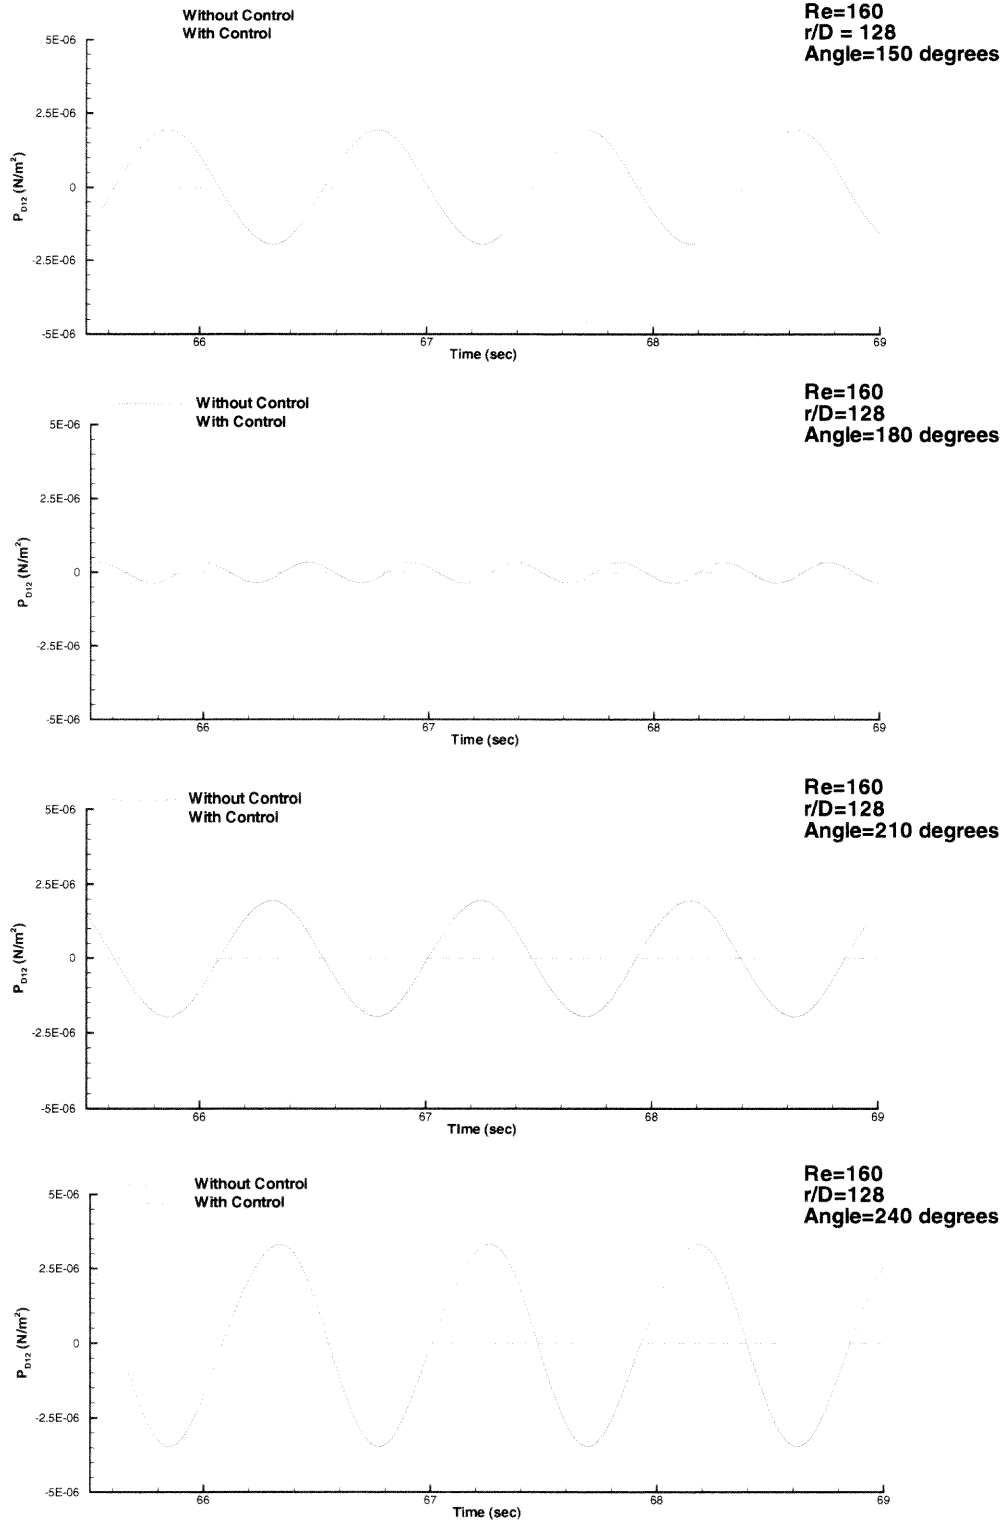 Without Control
With Control
Re=160
r/D = 128
Angle=150 degrees
5E-06
2.5E-06
0
-2.5E-06
-5E-06
P_D12 (N/m²)
66
67
68
69
Time (sec)
Without Control
With Control
Re=160
r/D=128
Angle=180 degrees
5E-06
2.5E-06
0
-2.5E-06
-5E-06
P_D12 (N/m²)
66
67
68
69
Time (sec)
Without Control
With Control
Re=160
r/D=128
Angle=210 degrees
5E-06
2.5E-06
0
-2.5E-06
-5E-06
P_D12 (N/m²)
66
67
68
69
TIme (sec)
Without Control
With Control
Re=160
r/D=128
Angle=240 degrees
5E-06
2.5E-06
0
-2.5E-06
-5E-06
P_D12 (N/m²)
66
67
68
69
Time (sec)